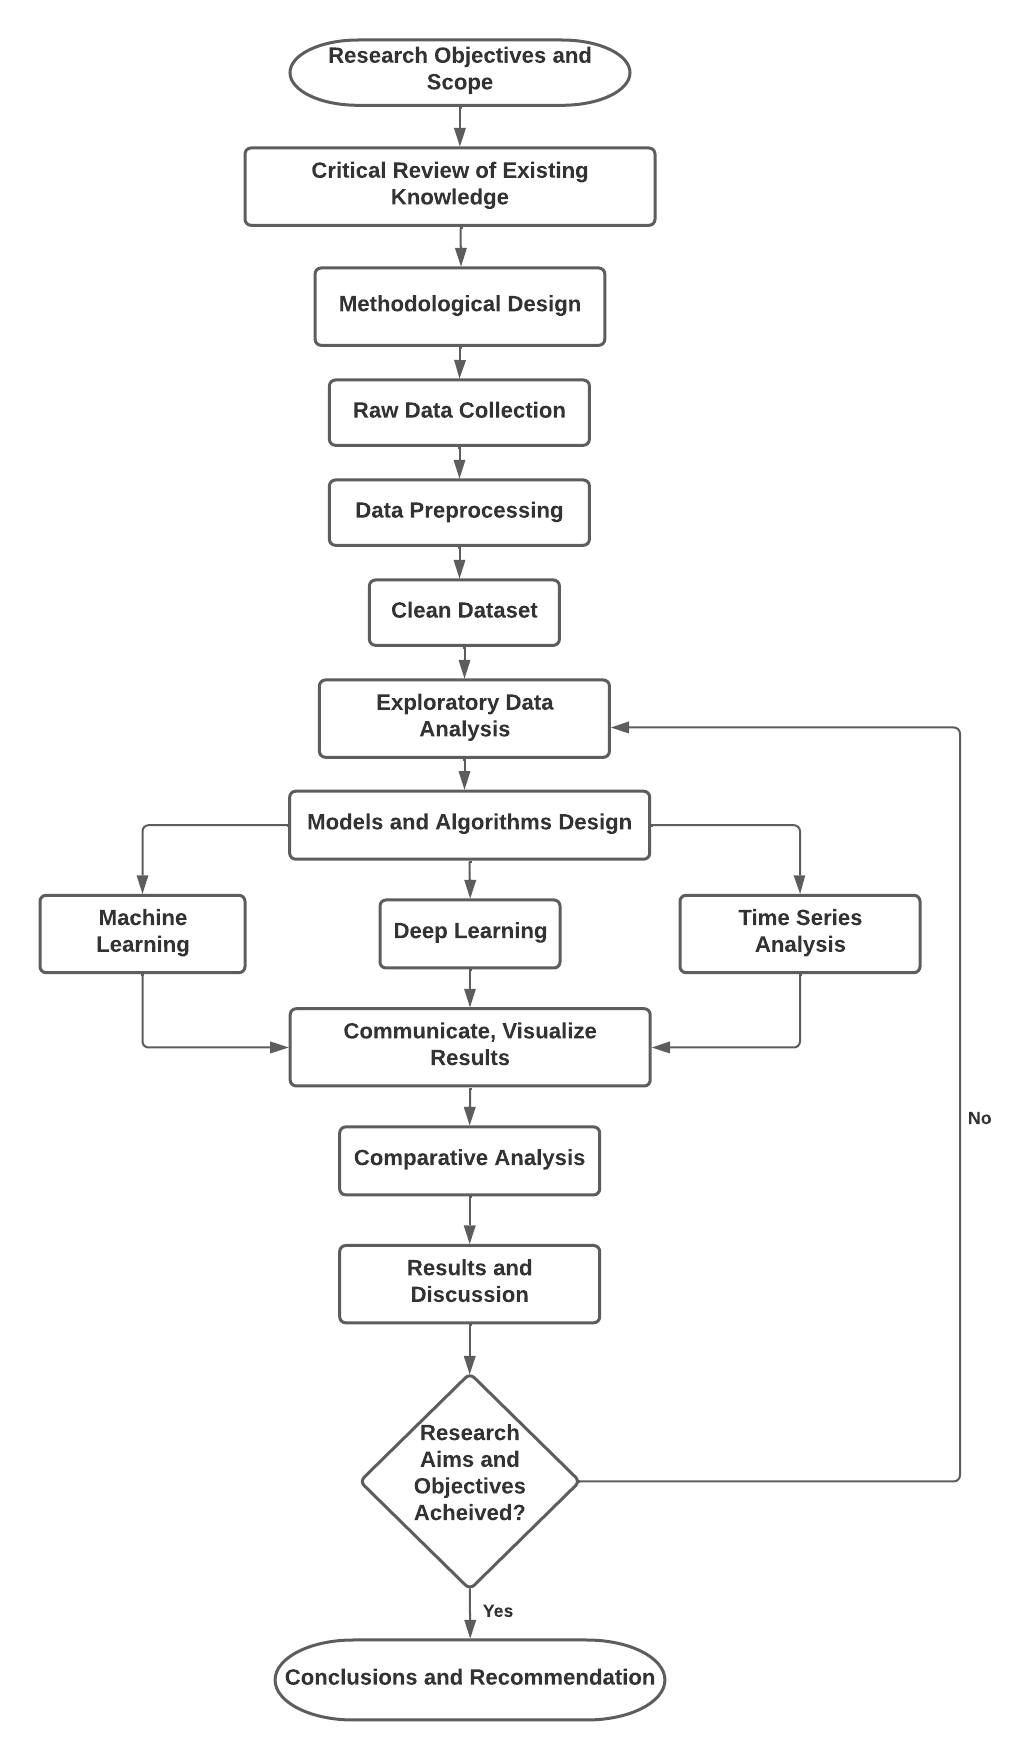 Research Objectives and
Scope
Critical Review of Existing
Knowledge
Methodological Design
Raw Data Collection
Data Preprocessing
Clean Dataset
Exploratory Data
Analysis
Models and Algorithms Design
Machine
Learning
Deep Learning
Time Series
Analysis
Communicate, Visualize
Results
No
Comparative Analysis
Results and
Discussion
Research
Aims and
Objectives
Acheived?
Yes
Conclusions and Recommendation